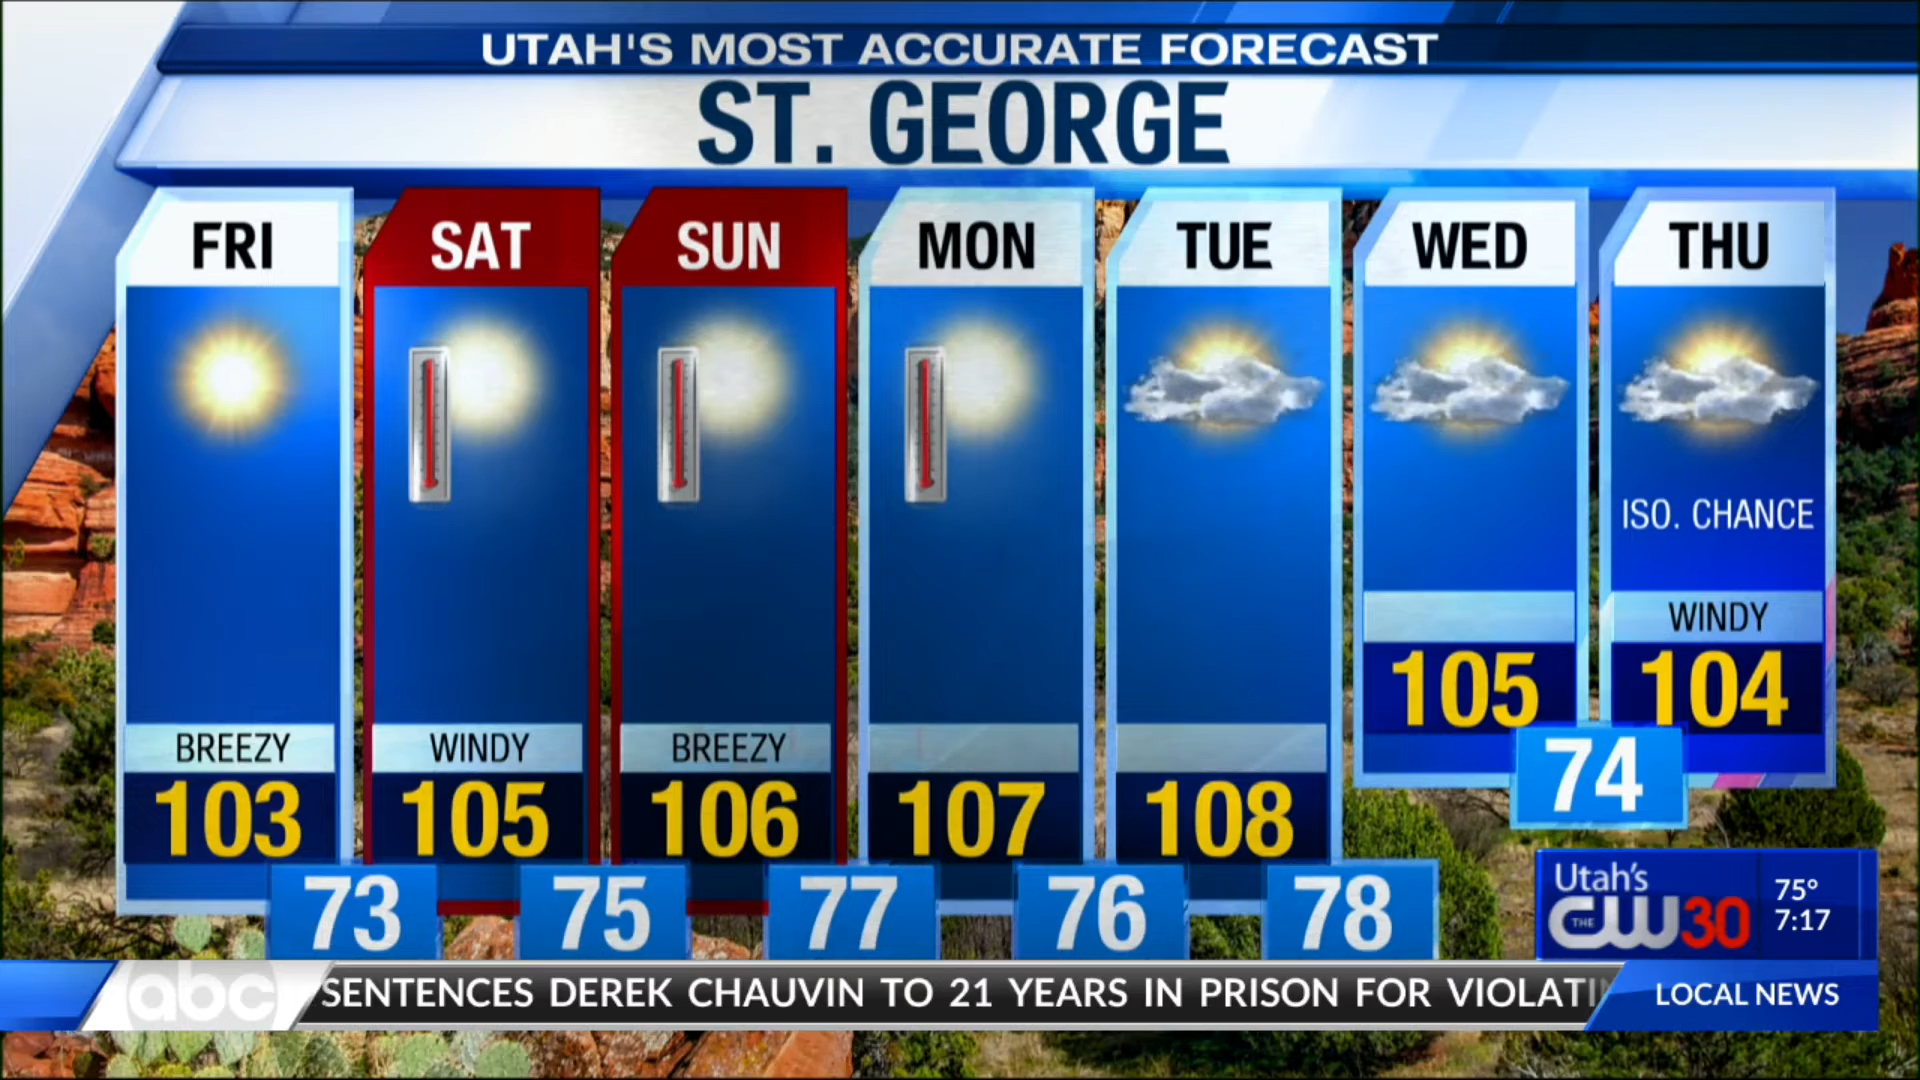 UTAH'S MOST ACCURATE FORECAST
ST. GEORGE
FRI SAT SUN MON TUE WED THU
ISO. CHANCE
BREEZY WINDY BREEZY WINDY
103 105 106 107 108 105 104
73 75 77 76 78 74
Utah's
THE CW30
75°
7:17
abc
SENTENCES DEREK CHAUVIN TO 21 YEARS IN PRISON FOR VIOLATI
LOCAL NEWS